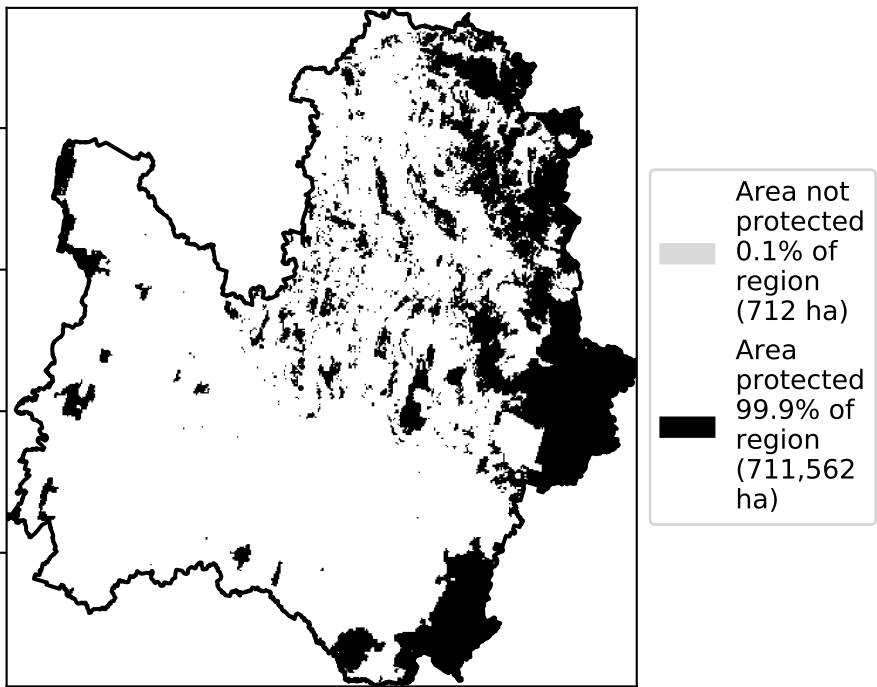 Area not
protected
0.1% of
region
(712 ha)
Area
protected
99.9% of
region
(711,562
ha)